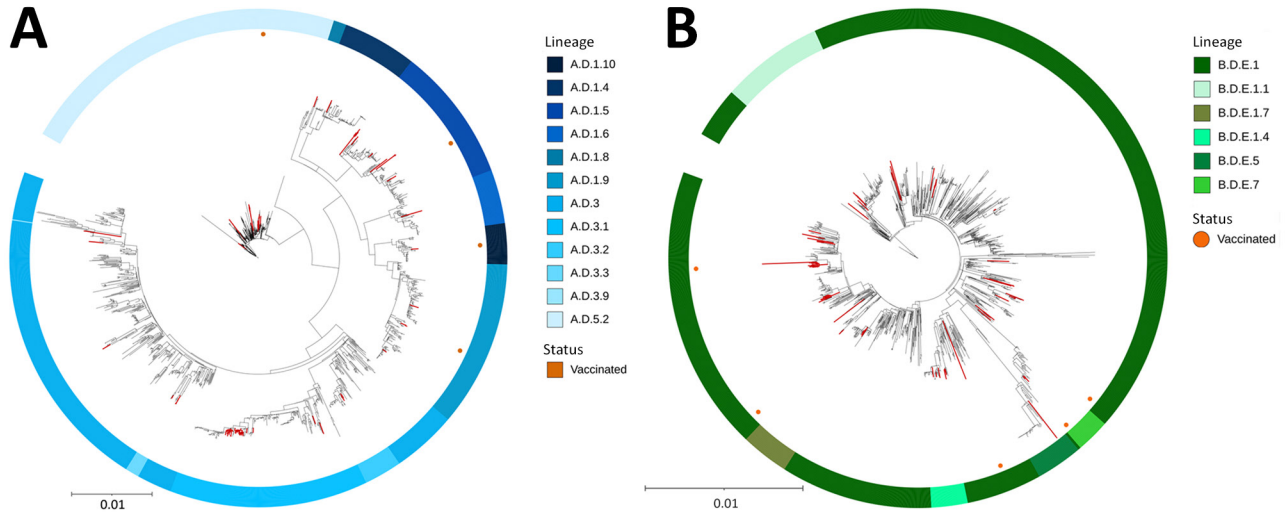 A
Lineage
A.D.1.10
A.D.1.4
A.D.1.5
A.D.1.6
A.D.1.8
A.D.1.9
A.D.3
A.D.3.1
A.D.3.2
A.D.3.3
A.D.3.9
A.D.5.2
Status
Vaccinated
0.01
B
Lineage
B.D.E.1
B.D.E.1.1
B.D.E.1.7
B.D.E.1.4
B.D.E.5
B.D.E.7
Status
Vaccinated
0.01